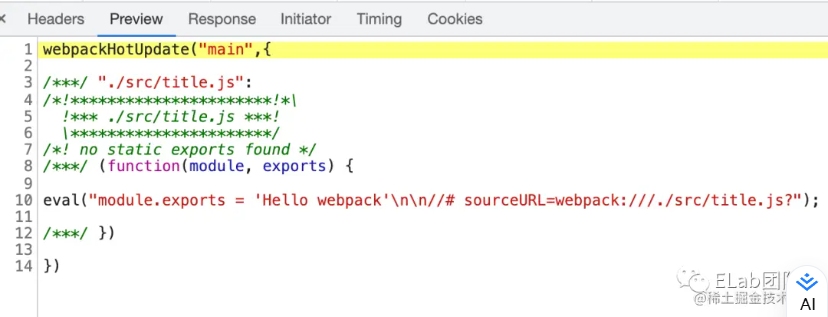 × Headers Preview Response Initiator Timing Cookies
1 webpackHotUpdate("main",{
2
3 /***/ "./src/title.js":
4 /*!**********************!*\
5   !*** ./src/title.js ***!
6   \**********************/
7 /*! no static exports found */
8 /***/ (function(module, exports) {
9
10 eval("module.exports = 'Hello webpack'\n\n//# sourceURL=webpack:///./src/title.js?");
11
12 /***/ })
13
14 })
ELab团
@稀土掘金技术
AI